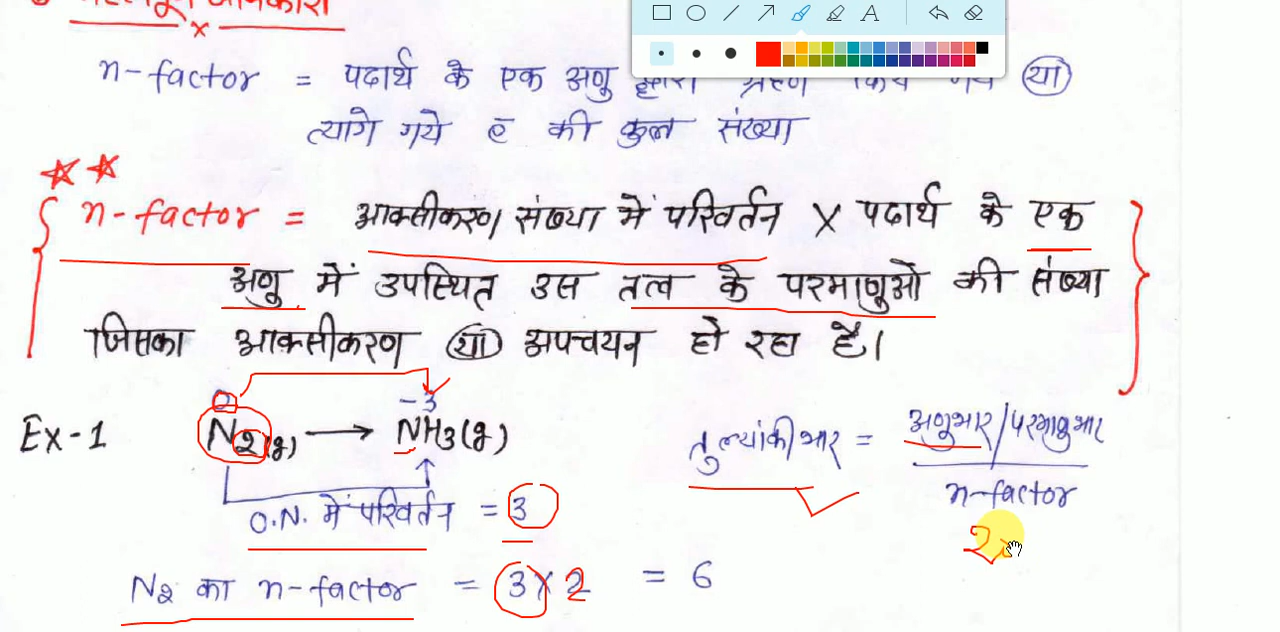 n-factor = पदार्थ के एक अणु द्वारा ग्रहण किये गये (या)
त्यागे गये e̅ की कुल संख्या
n-factor = आक्सीकरण संख्या में परिवर्तन X पदार्थ के एक
अणु में उपस्थित उस तत्व के परमाणुओ की संख्या
जिसका आक्सीकरण (या) अपचयन हो रहा है।
0 -3
Ex-1 N2(g) → NH3(g)
तुल्यांकी भार = अणुभार/परमाणुभार
n-factor
O.N. में परिवर्तन = 3
N2 का n-factor = 3 X 2 = 6